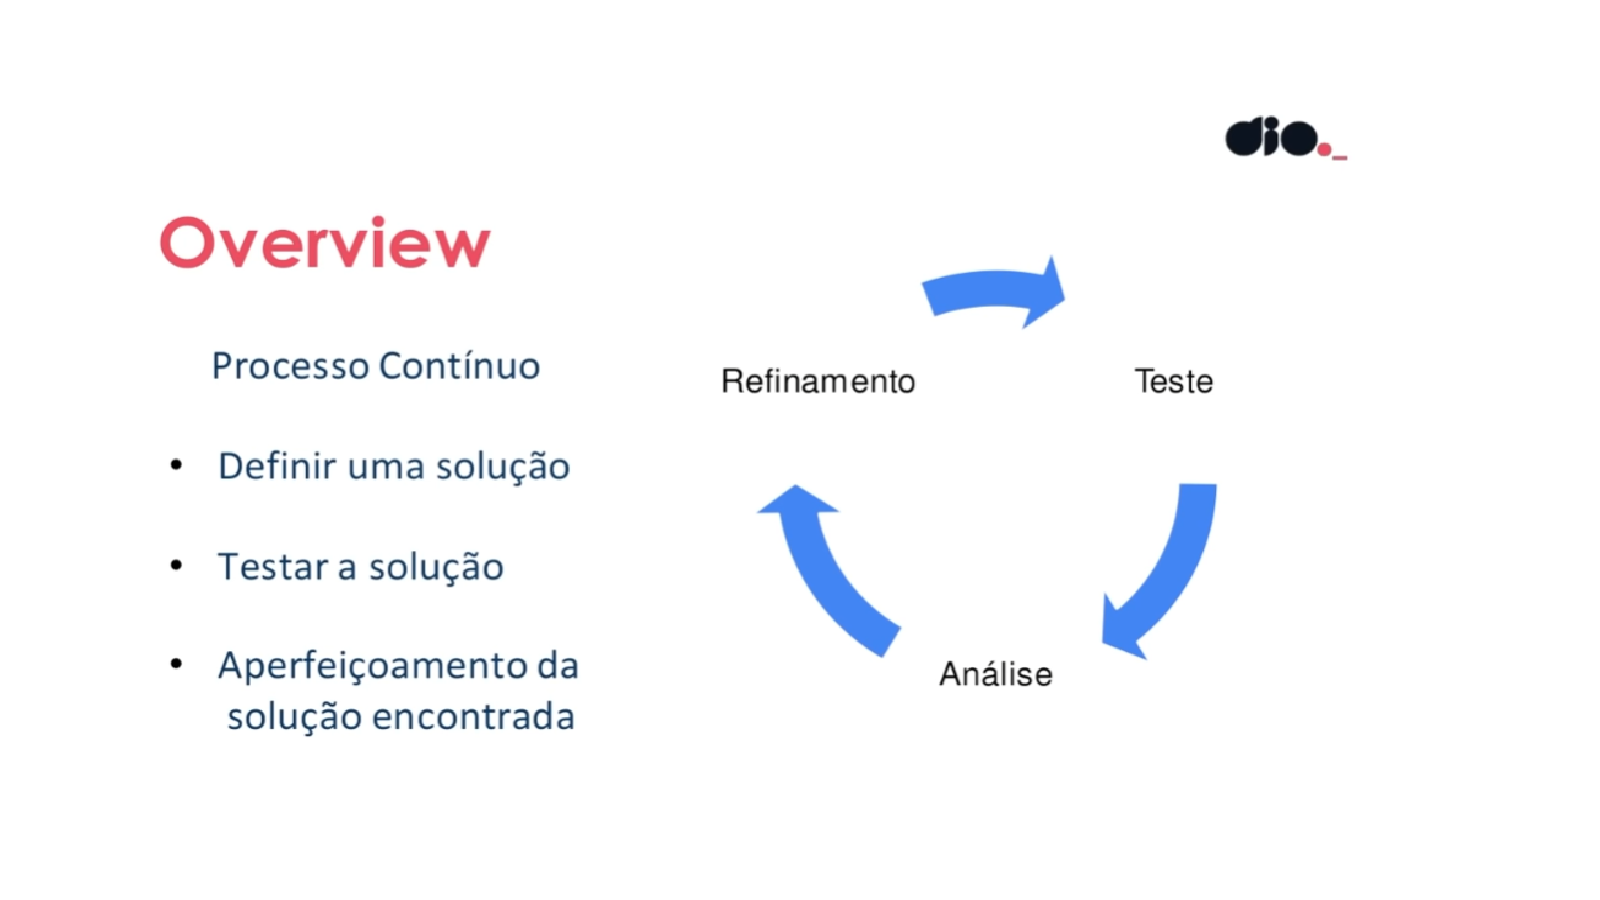 dio._
Overview
Processo Contínuo
• Definir uma solução
• Testar a solução
• Aperfeiçoamento da
solução encontrada
Refinamento
Teste
Análise